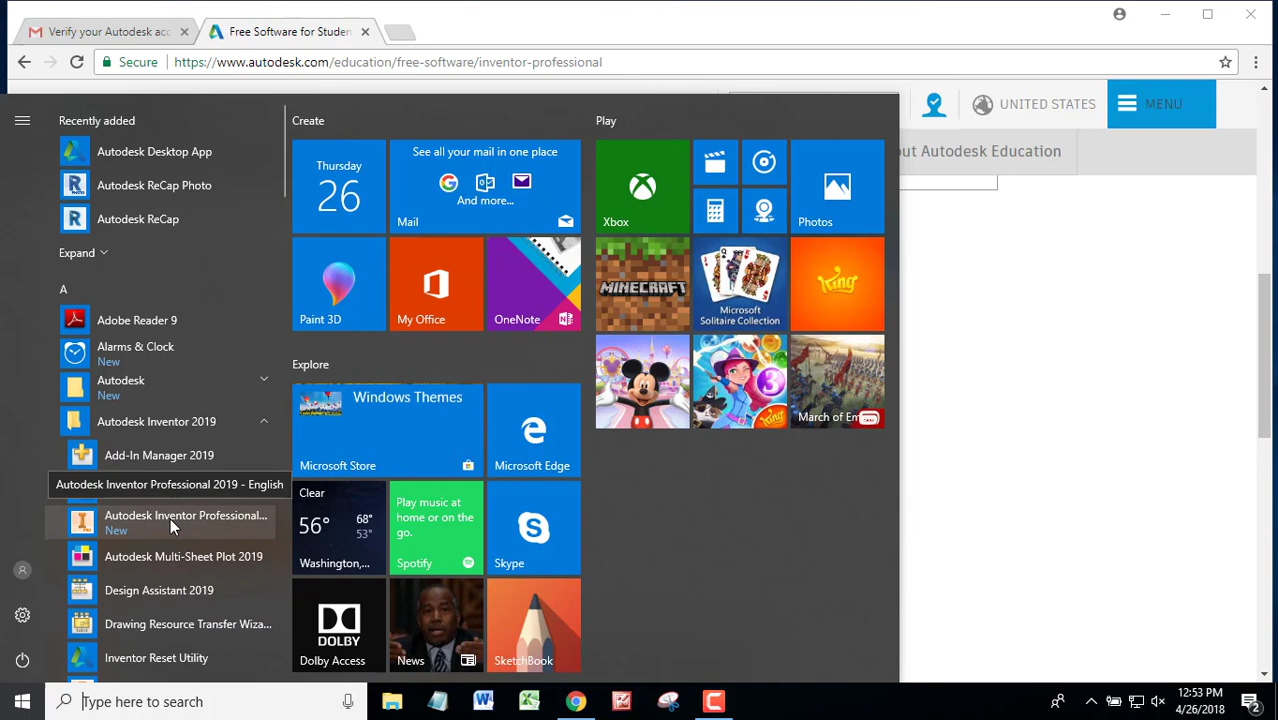 Verify your Autodesk acc
Free Software for Studen
Secure
https://www.autodesk.com/education/free-software/inventor-professional
UNITED STATES
MENU
out Autodesk Education
Recently added
Autodesk Desktop App
Autodesk ReCap Photo
Autodesk ReCap
Expand
A
Adobe Reader 9
Alarms & Clock
New
Autodesk
New
Autodesk Inventor 2019
Add-In Manager 2019
Autodesk Inventor Professional 2019 - English
Autodesk Inventor Professional...
New
Autodesk Multi-Sheet Plot 2019
Design Assistant 2019
Drawing Resource Transfer Wiza...
Inventor Reset Utility
Create
Thursday
26
See all your mail in one place
And more...
Mail
Paint 3D
My Office
OneNote
Explore
Windows Themes
Microsoft Store
Microsoft Edge
Clear
56° 68°
53°
Washington,...
Play music at
home or on the
go.
Spotify
Skype
DOLBY
Dolby Access
News
SketchBook
Play
Xbox
Photos
MINECRAFT
Microsoft
Solitaire Collection
King
3
King
March of Em
Type here to search
12:53 PM
4/26/2018
2